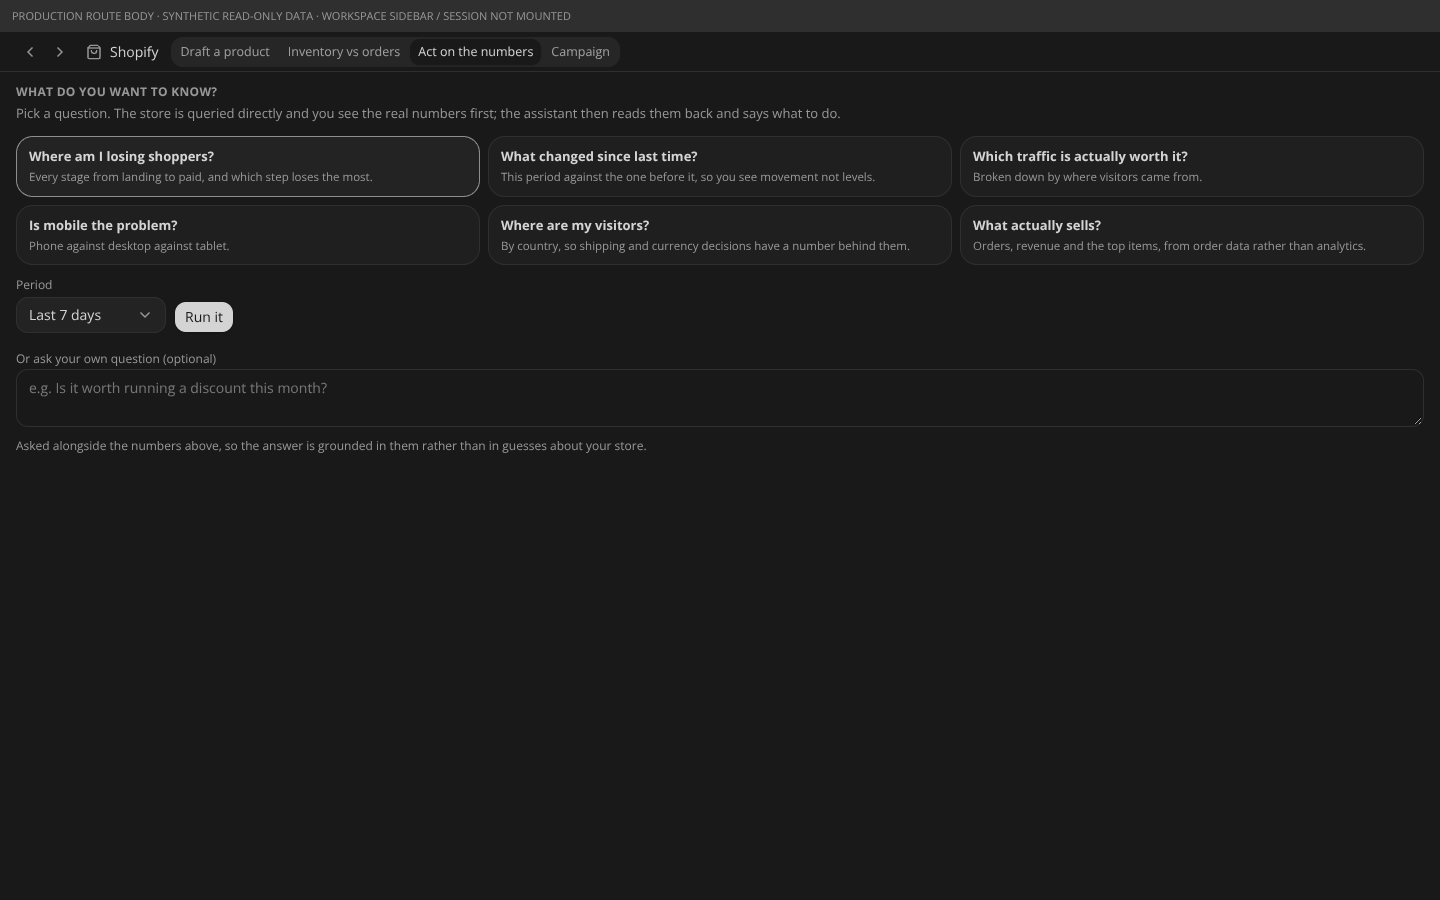 PRODUCTION ROUTE BODY · SYNTHETIC READ-ONLY DATA · WORKSPACE SIDEBAR / SESSION NOT MOUNTED
Shopify
Draft a product
Inventory vs orders
Act on the numbers
Campaign
WHAT DO YOU WANT TO KNOW?
Pick a question. The store is queried directly and you see the real numbers first; the assistant then reads them back and says what to do.
Where am I losing shoppers?
Every stage from landing to paid, and which step loses the most.
What changed since last time?
This period against the one before it, so you see movement not levels.
Which traffic is actually worth it?
Broken down by where visitors came from.
Is mobile the problem?
Phone against desktop against tablet.
Where are my visitors?
By country, so shipping and currency decisions have a number behind them.
What actually sells?
Orders, revenue and the top items, from order data rather than analytics.
Period
Last 7 days
Run it
Or ask your own question (optional)
e.g. Is it worth running a discount this month?
Asked alongside the numbers above, so the answer is grounded in them rather than in guesses about your store.